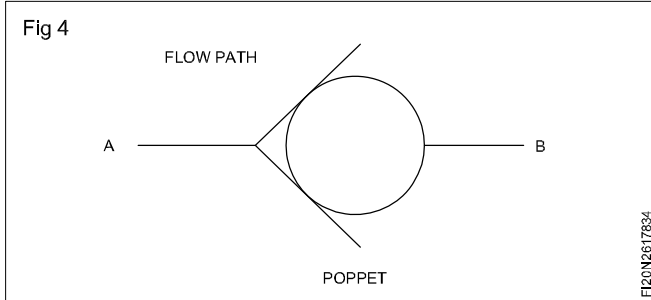 Fig 4
FLOW PATH
A
B
POPPET
FI20N2617834